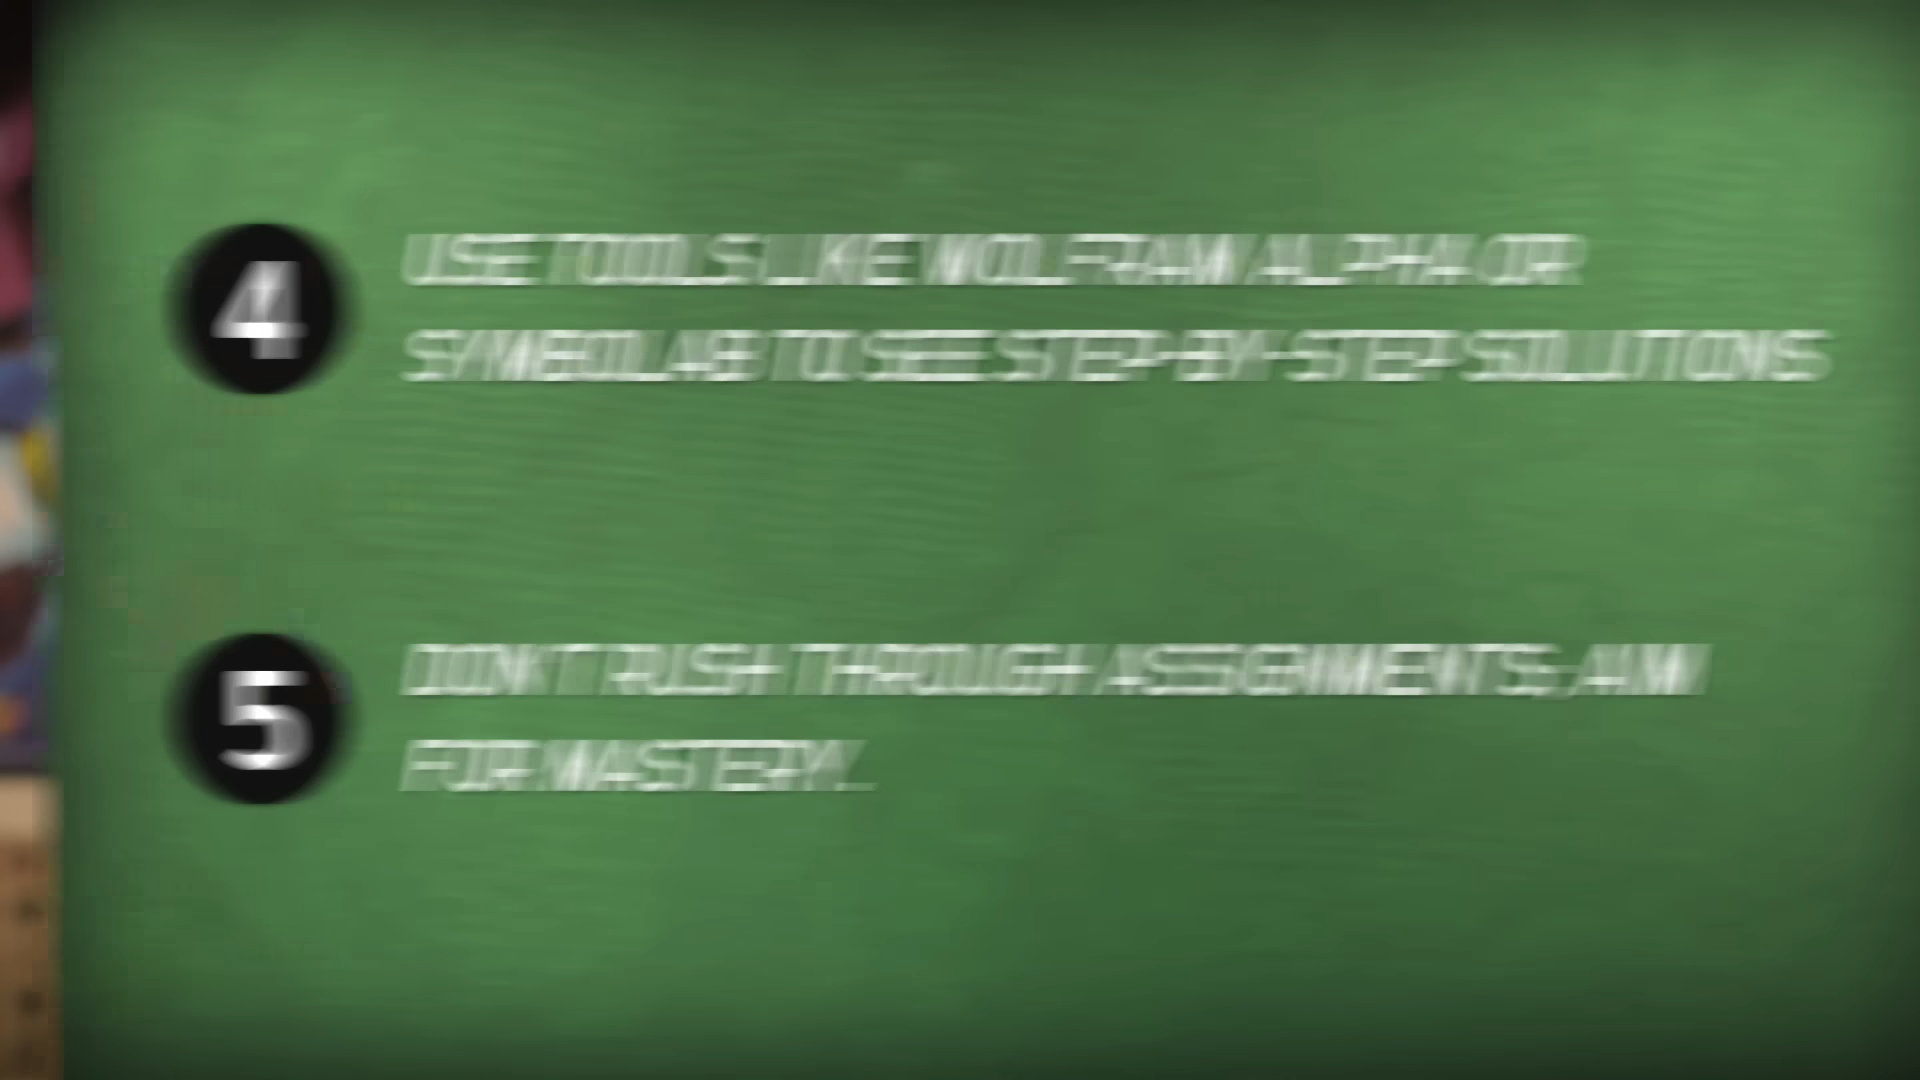 4
USE TOOLS LIKE WOLFRAM ALPHA OR
SYMBOLAB TO SEE STEP-BY-STEP SOLUTIONS
5
DON'T RUSH THROUGH ASSIGNMENTS; AIM
FOR MASTERY.